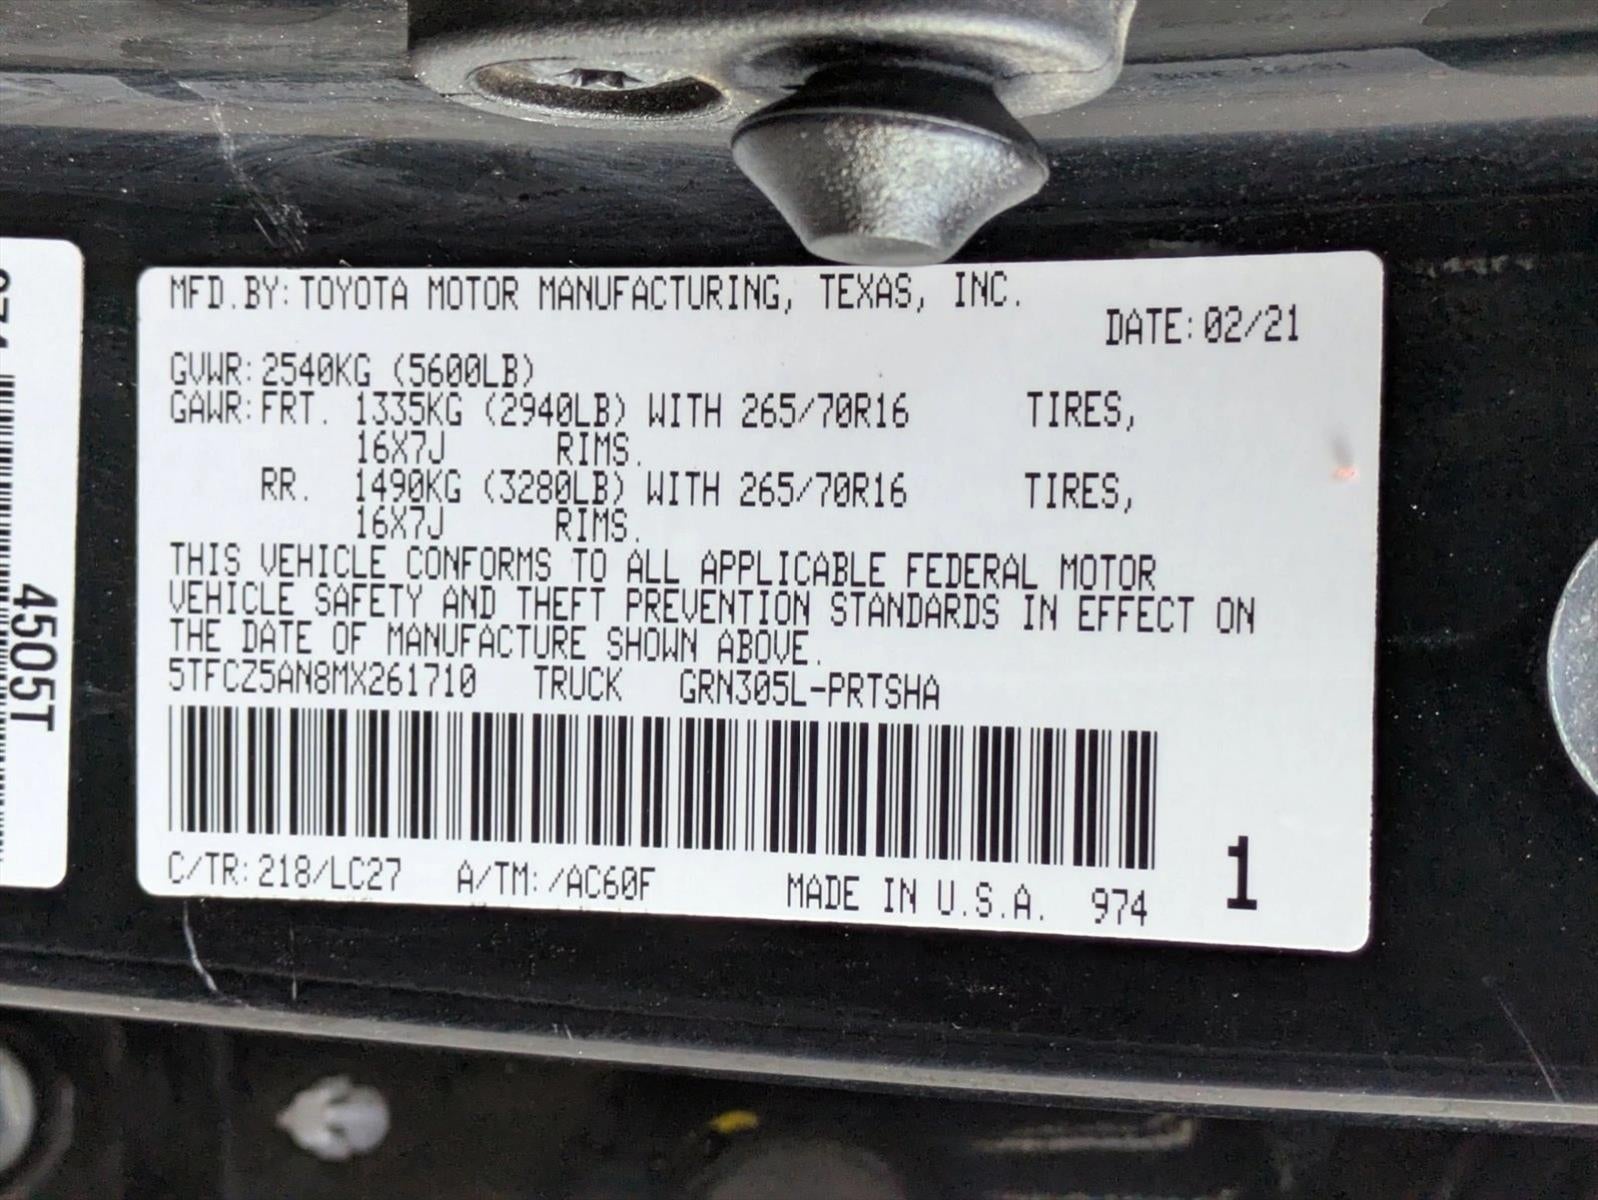 MFD.BY:TOYOTA MOTOR MANUFACTURING, TEXAS, INC.
DATE:02/21
GVWR:2540KG (5600LB)
GAWR:FRT. 1335KG (2940LB) WITH 265/70R16 TIRES,
16X7J RIMS.
RR. 1490KG (3280LB) WITH 265/70R16 TIRES,
16X7J RIMS.
THIS VEHICLE CONFORMS TO ALL APPLICABLE FEDERAL MOTOR
VEHICLE SAFETY AND THEFT PREVENTION STANDARDS IN EFFECT ON
THE DATE OF MANUFACTURE SHOWN ABOVE.
5TFCZ5AN8MX261710 TRUCK GRN305L-PRTSHA
C/TR:218/LC27 A/TM:/AC60F MADE IN U.S.A. 974 1
4505T